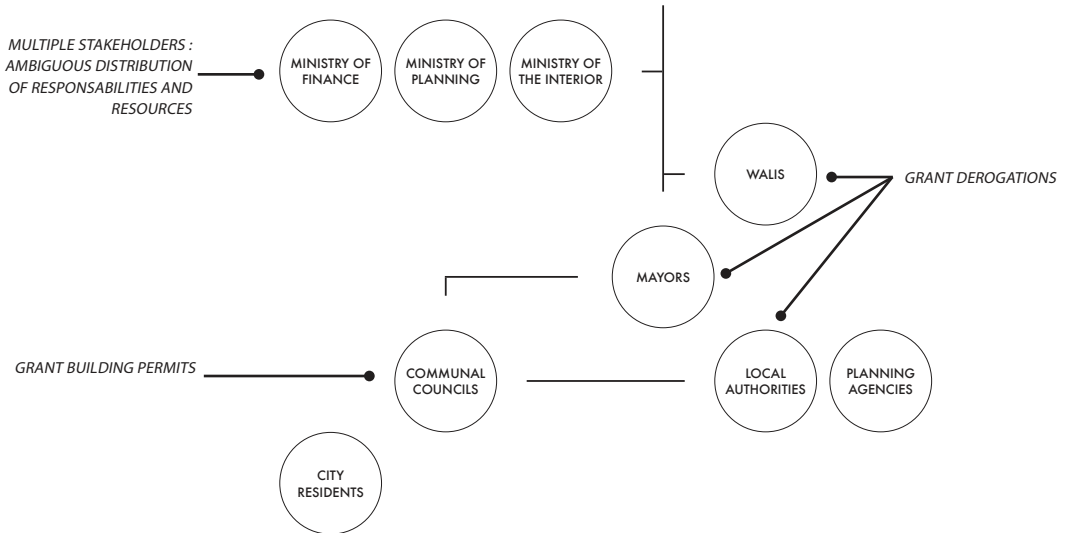 MULTIPLE STAKEHOLDERS :
AMBIGUOUS DISTRIBUTION
OF RESPONSABILITIES AND
RESOURCES
MINISTRY OF
FINANCE
MINISTRY OF
PLANNING
MINISTRY OF
THE INTERIOR
WALIS
GRANT DEROGATIONS
MAYORS
GRANT BUILDING PERMITS
COMMUNAL
COUNCILS
LOCAL
AUTHORITIES
PLANNING
AGENCIES
CITY
RESIDENTS